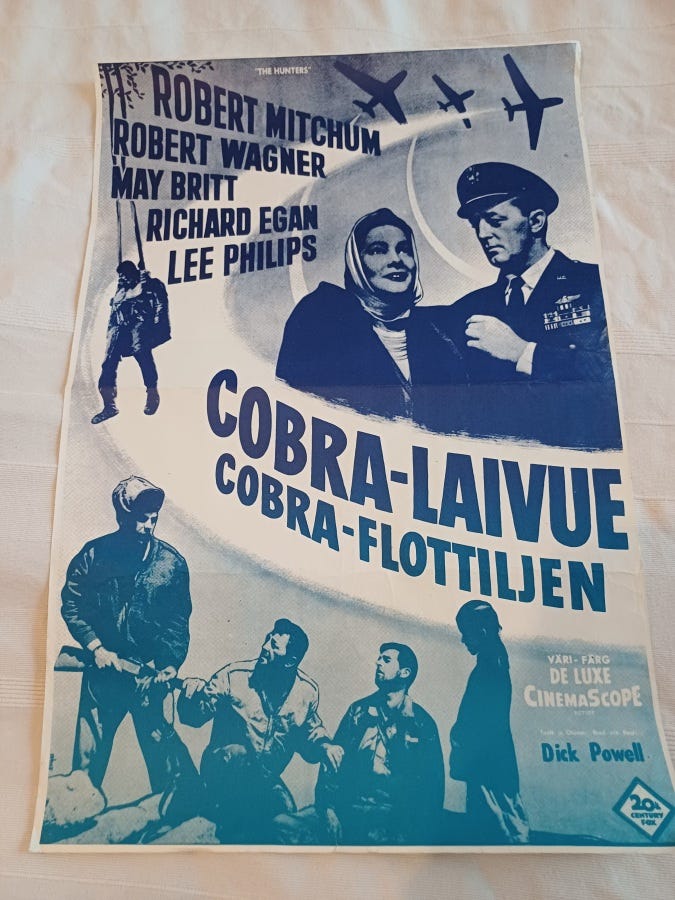 "THE HUNTERS"
ROBERT MITCHUM
ROBERT WAGNER
MAY BRITT
RICHARD EGAN
LEE PHILIPS
COBRA-LAIVUE
COBRA-FLOTTILJEN
VÄRI - FÄRG
DE LUXE
CINEMASCOPE
Dick Powell
20th
CENTURY
FOX